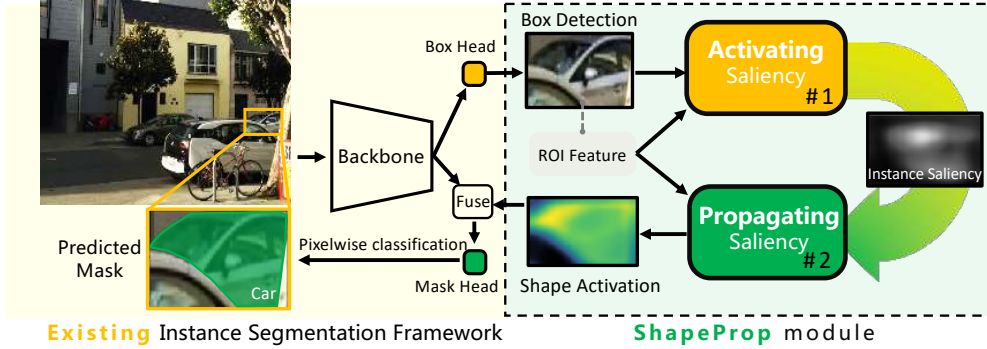 Box Detection
Box Head
Activating
Saliency
#1
Backbone
ROI Feature
Instance Saliency
Fuse
Propagating
Saliency
#2
Predicted
Mask
Pixelwise classification
Car
Mask Head
Shape Activation
Existing Instance Segmentation Framework
ShapeProp module